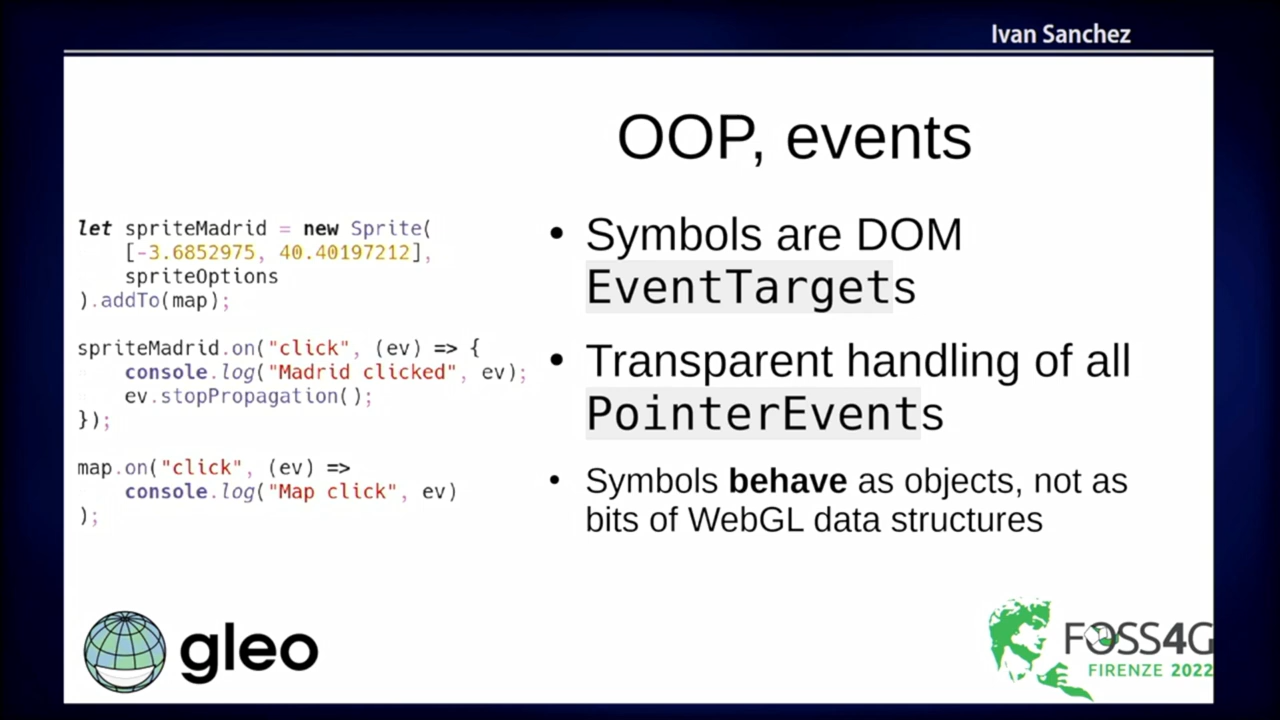 Ivan Sanchez
OOP, events
let spriteMadrid = new Sprite(
    [-3.6852975, 40.40197212],
    spriteOptions
).addTo(map);
spriteMadrid.on("click", (ev) => {
    console.log("Madrid clicked", ev);
    ev.stopPropagation();
});
map.on("click", (ev) =>
    console.log("Map click", ev)
);
• Symbols are DOM
EventTargets
• Transparent handling of all
PointerEvents
• Symbols behave as objects, not as
bits of WebGL data structures
gleo
FOSS4G
FIRENZE 2022